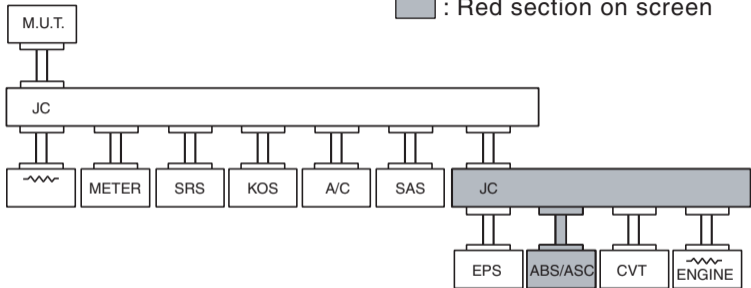 : Red section on screen
M.U.T.
JC
METER SRS KOS A/C SAS JC
EPS ABS/ASC CVT ENGINE